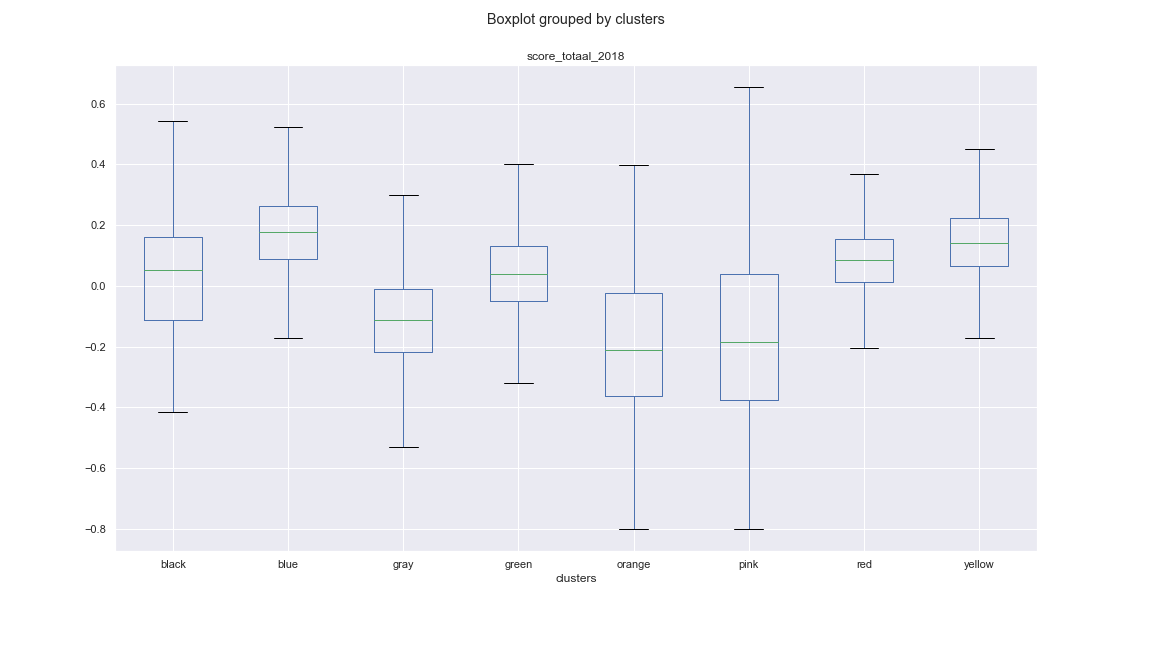 Boxplot grouped by clusters
score_totaal_2018
0.6
0.4
0.2
0.0
−0.2
−0.4
−0.6
−0.8
black blue gray green orange pink red yellow
clusters